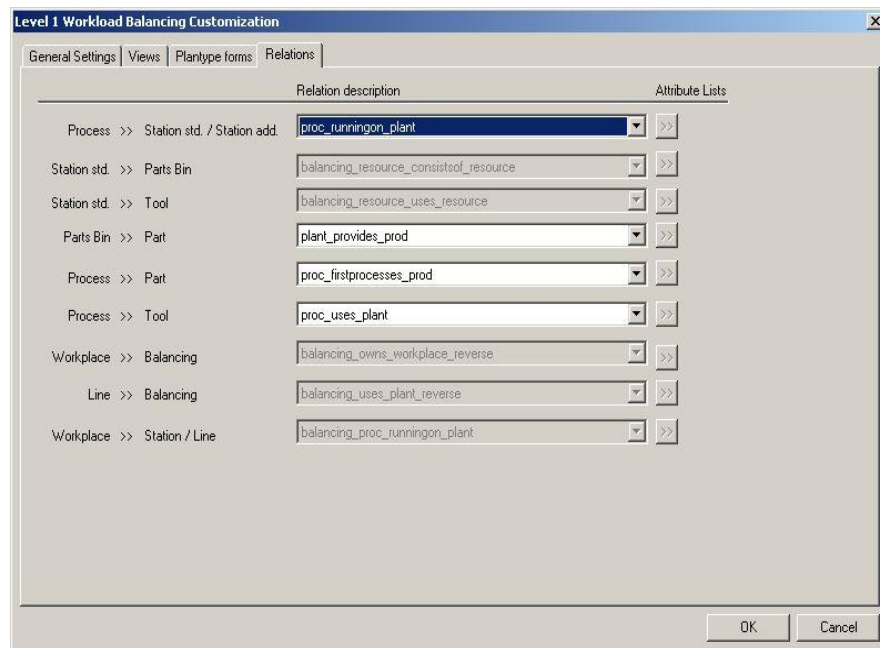 Level 1 Workload Balancing Customization
General Settings Views Plantype forms Relations
Relation description Attribute Lists
Process >> Station std. / Station add. proc_runningon_plant >>
Station std. >> Parts Bin balancing_resource_consistsof_resource >>
Station std. >> Tool balancing_resource_uses_resource >>
Parts Bin >> Part plant_provides_prod >>
Process >> Part proc_firstprocesses_prod >>
Process >> Tool proc_uses_plant >>
Workplace >> Balancing balancing_owns_workplace_reverse >>
Line >> Balancing balancing_uses_plant_reverse >>
Workplace >> Station / Line balancing_proc_runningon_plant >>
OK Cancel